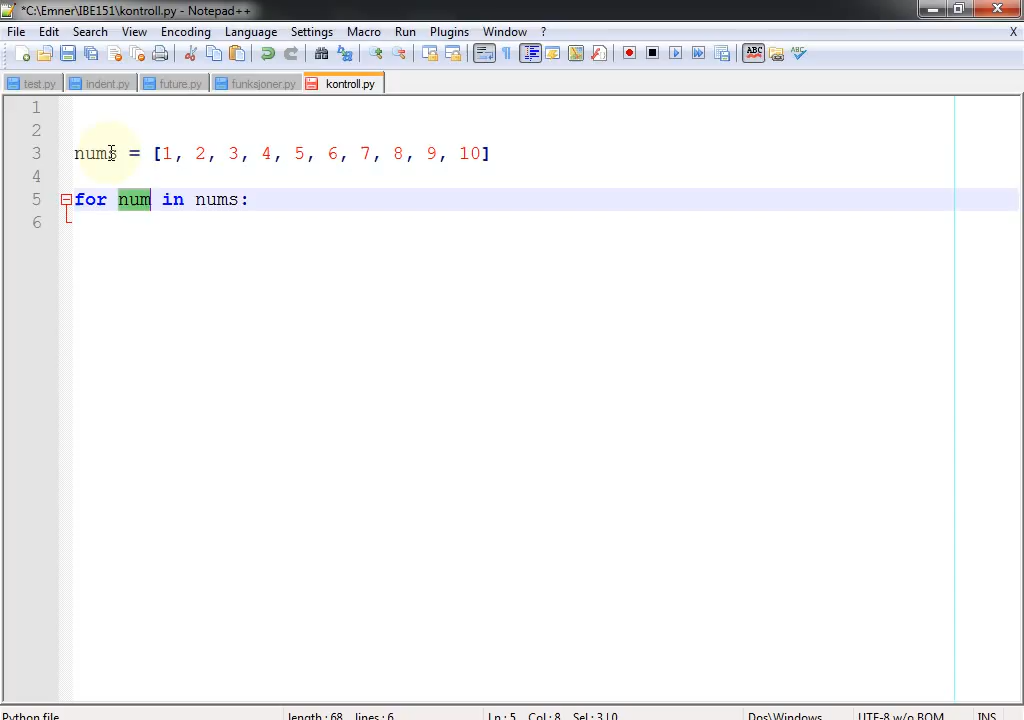 *C:\Emner\IBE151\kontroll.py - Notepad++
File Edit Search View Encoding Language Settings Macro Run Plugins Window ? X
ABC ABC
test.py indent.py future.py funksjoner.py kontroll.py
1
2
3 nums = [1, 2, 3, 4, 5, 6, 7, 8, 9, 10]
4
5 for num in nums:
6
Python file length : 68 lines : 6 Ln : 5 Col : 8 Sel : 3 | 0 Dos\Windows UTF-8 w/o BOM INS